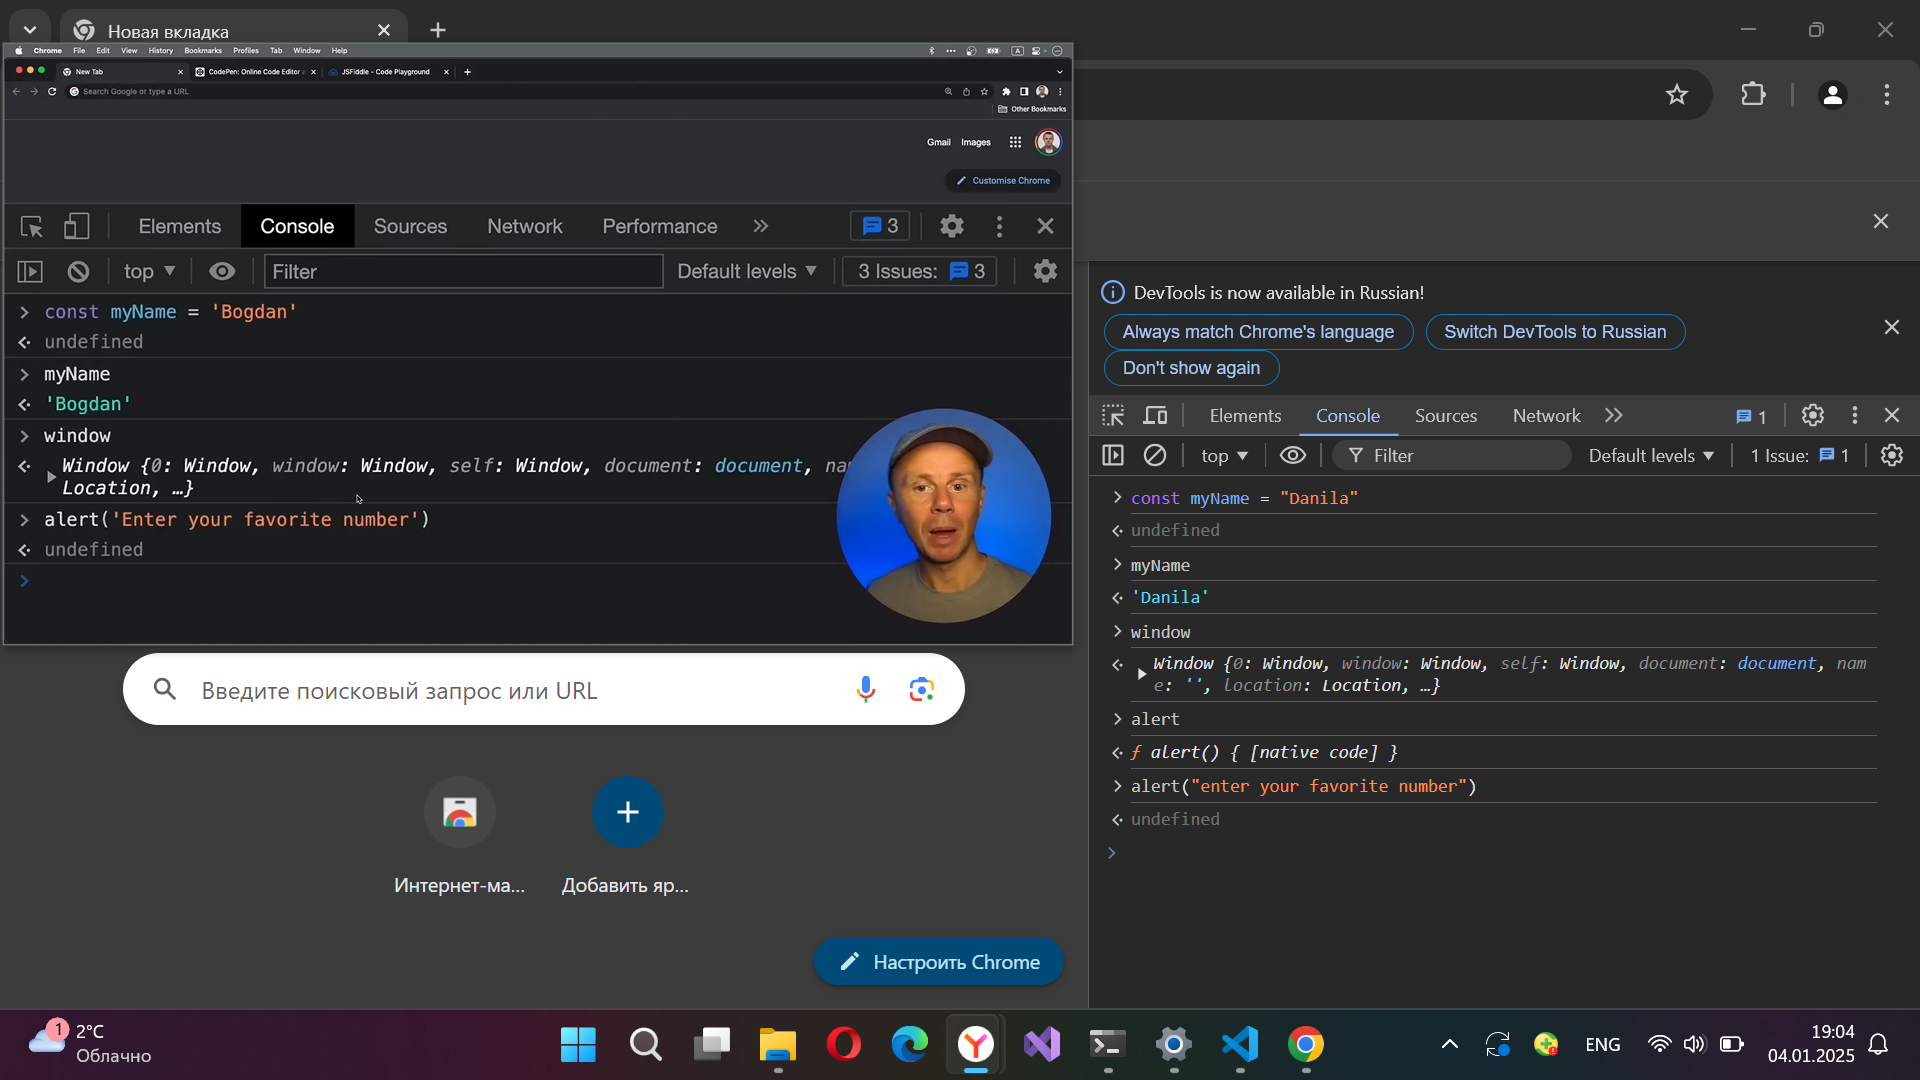 Новая вкладка
Chrome File Edit View History Bookmarks Profiles Tab Window Help
New Tab
CodePen: Online Code Editor
JSFiddle - Code Playground
Search Google or type a URL
Other Bookmarks
Gmail Images
Customise Chrome
Elements Console Sources Network Performance 3
top Filter Default levels 3 Issues: 3
const myName = 'Bogdan'
undefined
myName
'Bogdan'
window
Window {0: Window, window: Window, self: Window, document: document, na
Location, …}
alert('Enter your favorite number')
undefined
Введите поисковый запрос или URL
Интернет-ма...
Добавить яр...
Настроить Chrome
DevTools is now available in Russian!
Always match Chrome's language
Switch DevTools to Russian
Don't show again
Elements Console Sources Network 1
top Filter Default levels 1 Issue: 1
const myName = "Danila"
undefined
myName
'Danila'
window
Window {0: Window, window: Window, self: Window, document: document, nam
e: '', location: Location, …}
alert
ƒ alert() { [native code] }
alert("enter your favorite number")
undefined
1
2°C
Облачно
ENG
19:04
04.01.2025